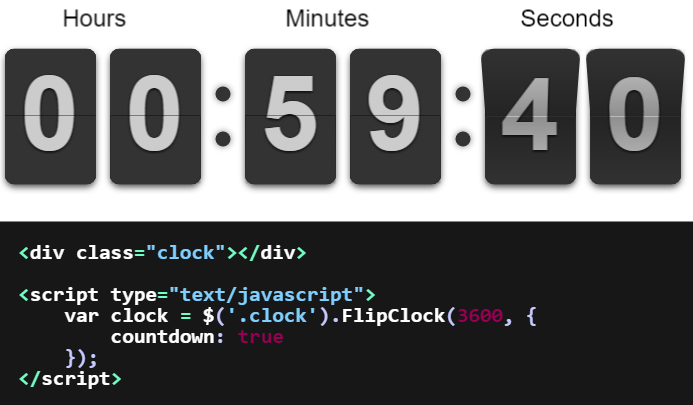 Hours Minutes Seconds
00:59:40
<div class="clock"></div>
<script type="text/javascript">
    var clock = $('.clock').FlipClock(3600, {
        countdown: true
    });
</script>